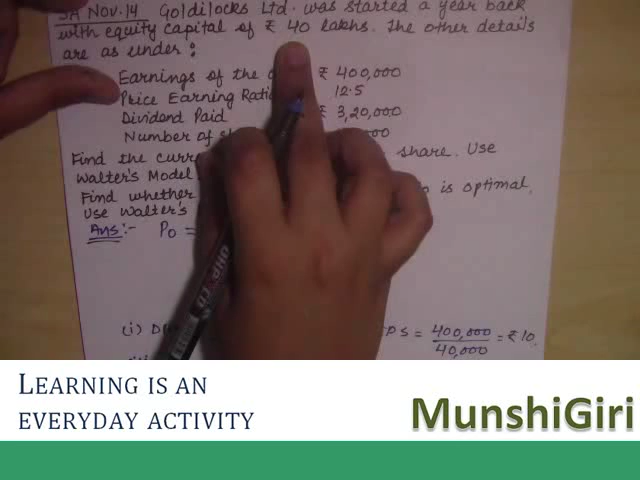 SA Nov. 14 Goldilocks Ltd. was started a year back
with equity capital of ₹ 40 lakhs. The other details
are as under:
Earnings of the ₹ 400,000
Price Earning Ratio 12.5
Dividend Paid ₹ 3,20,000
Number of
Find the share. Use
Walter's Model
Find whether is optimal.
Use Walter's
Ans:- P0 =
(i) = 400,000 / 40,000 = ₹ 10
LEARNING IS AN
EVERYDAY ACTIVITY
MunshiGiri